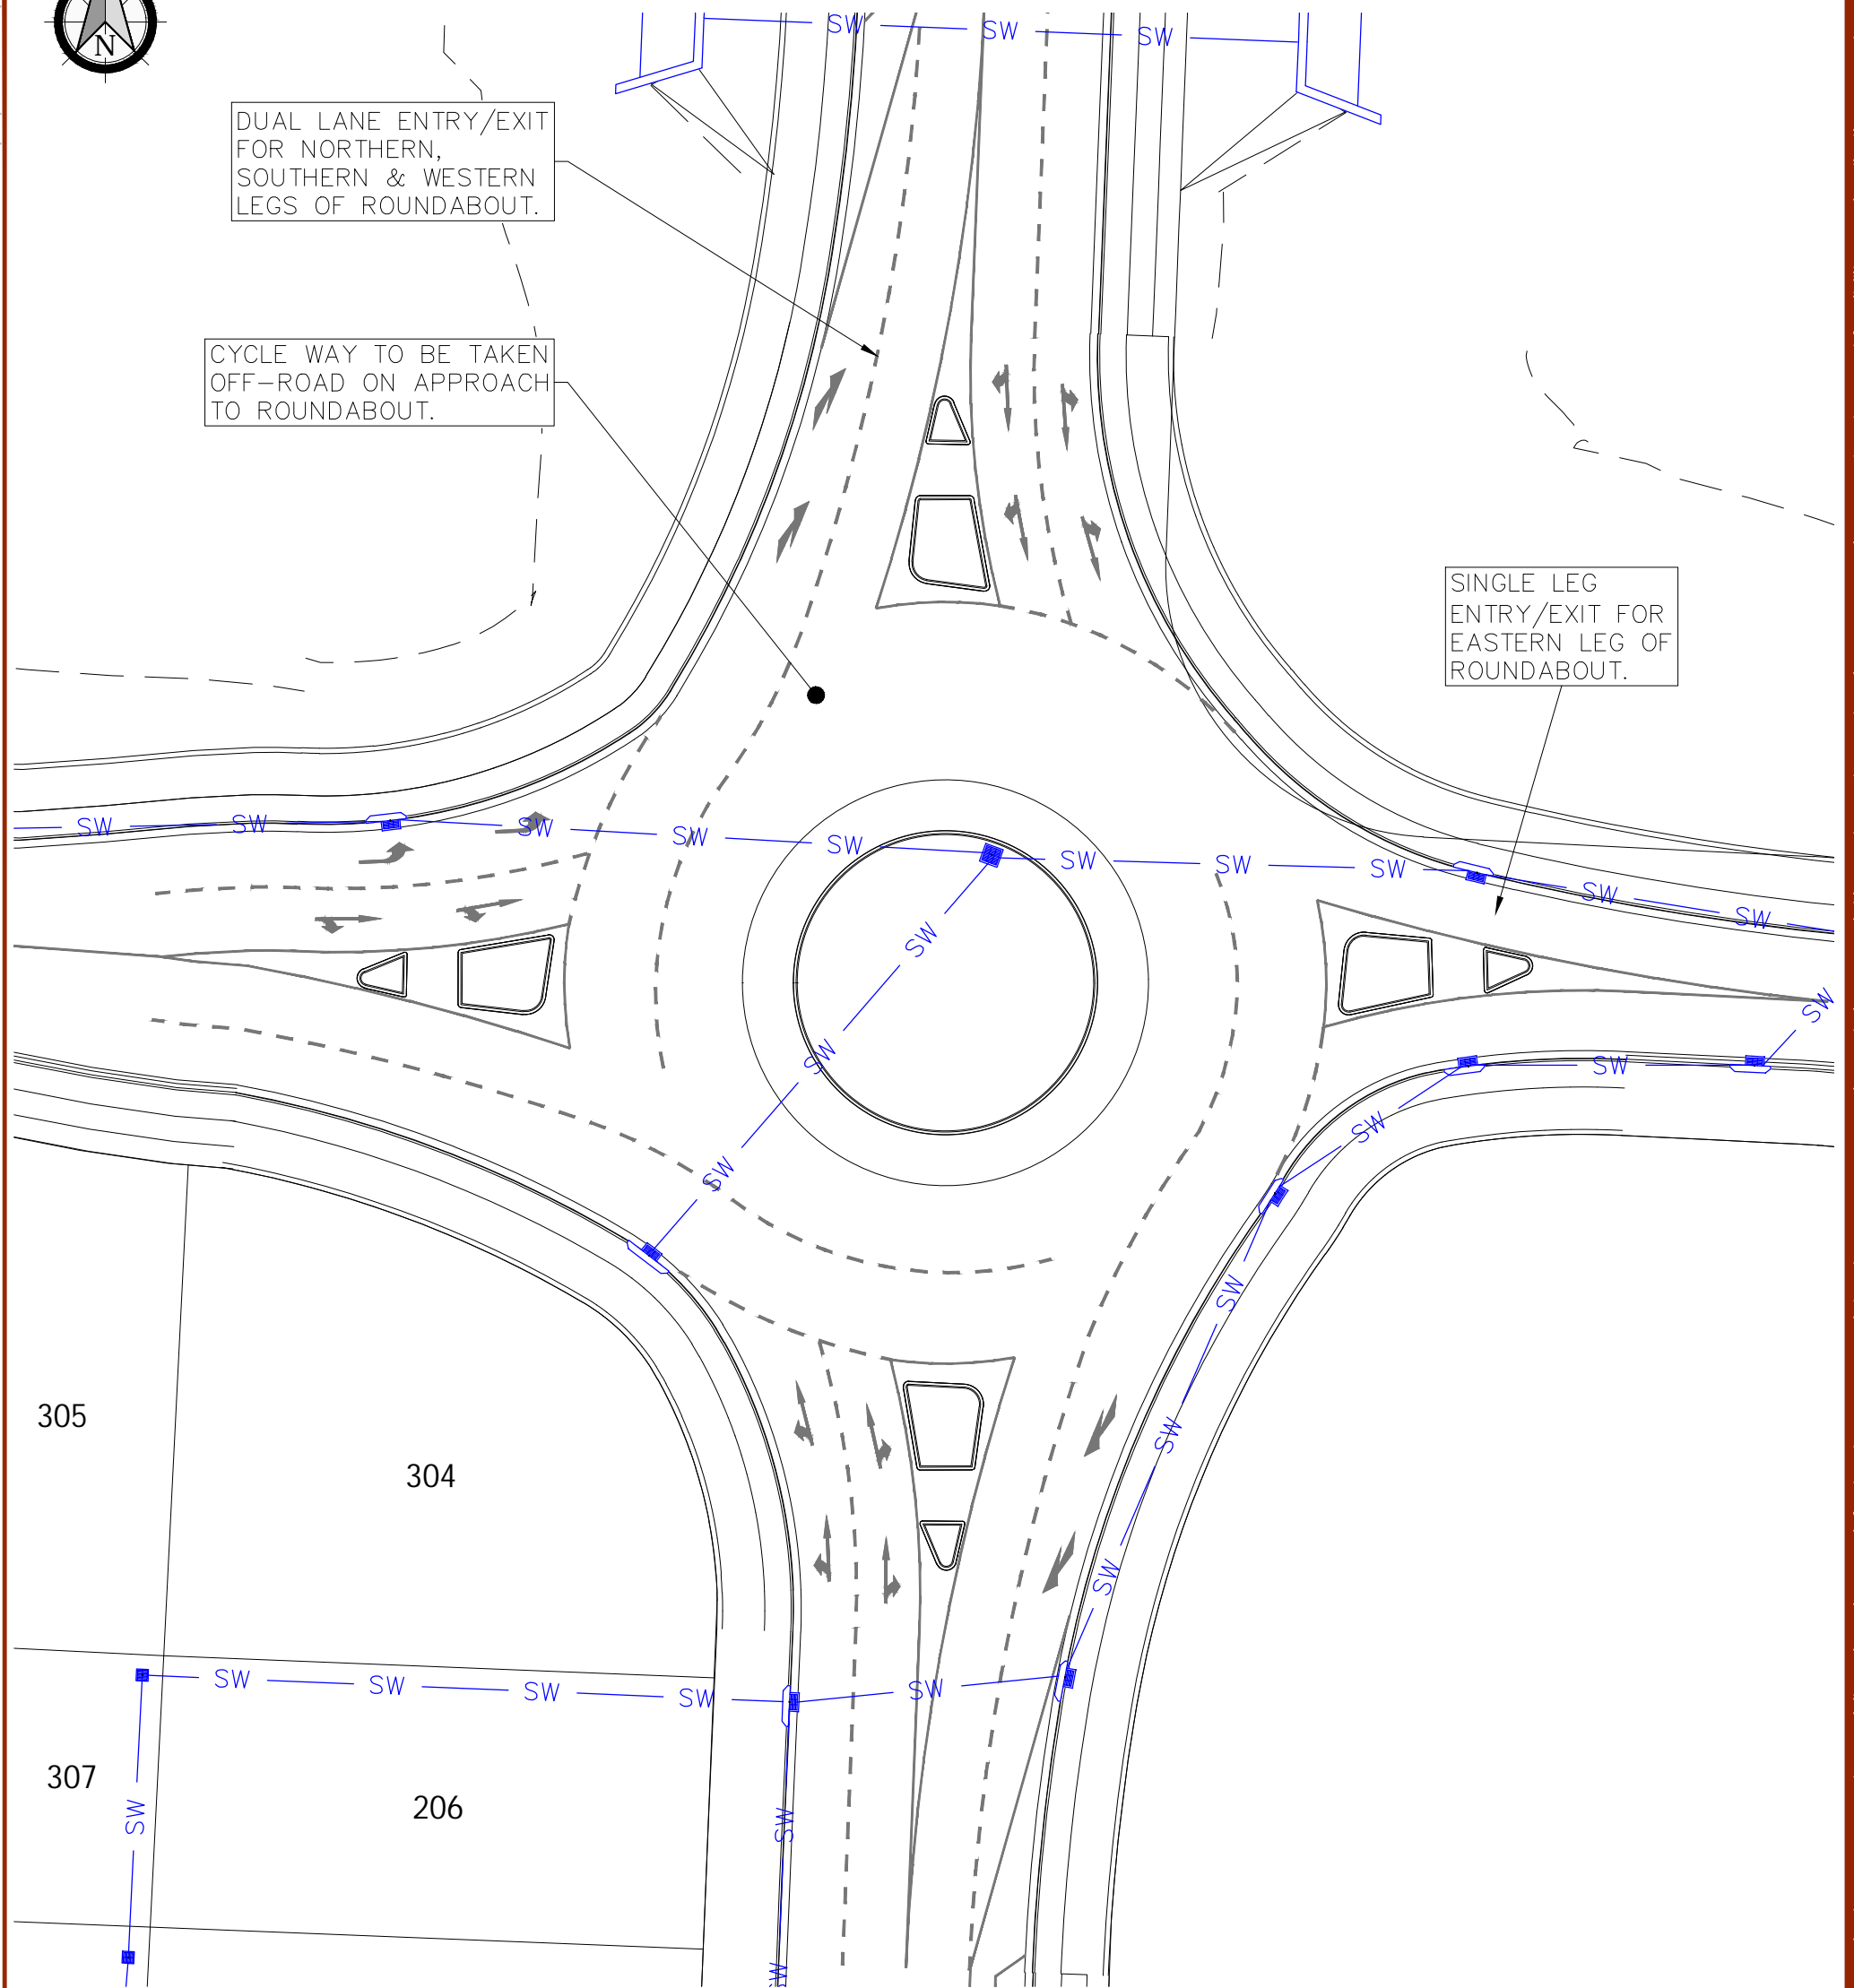 N
SW SW SW
DUAL LANE ENTRY/EXIT
FOR NORTHERN,
SOUTHERN & WESTERN
LEGS OF ROUNDABOUT.
CYCLE WAY TO BE TAKEN
OFF-ROAD ON APPROACH
TO ROUNDABOUT.
SINGLE LEG
ENTRY/EXIT FOR
EASTERN LEG OF
ROUNDABOUT.
SW SW SW SW SW SW SW SW SW SW
SW
SW
SW
SW
SW
SW
SW
SW
SW
SW
305
304
SW SW SW SW SW
307
206
SW
SW
SW